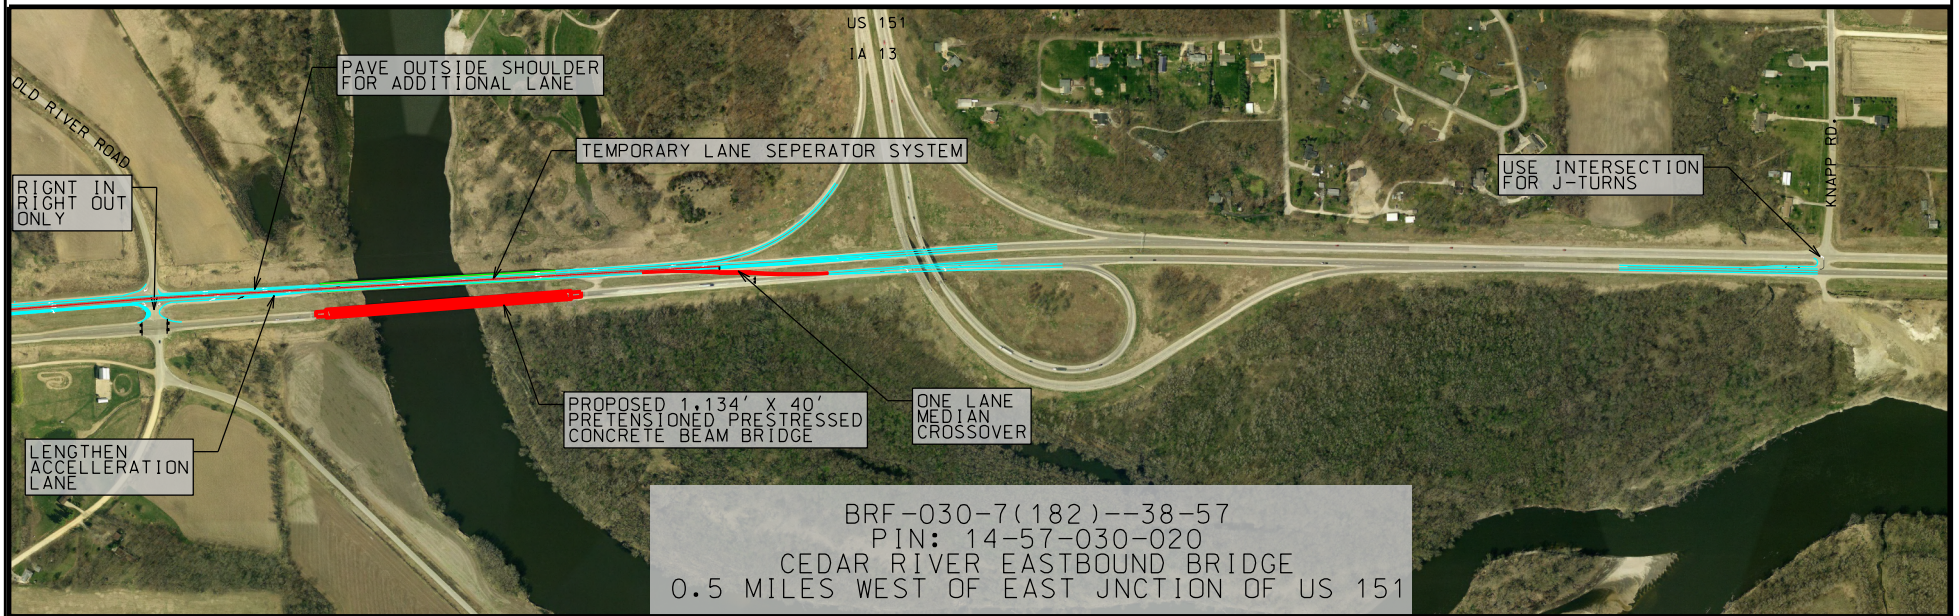 US 151
IA 13
PAVE OUTSIDE SHOULDER
FOR ADDITIONAL LANE
OLD RIVER ROAD
TEMPORARY LANE SEPERATOR SYSTEM
RIGNT IN
RIGHT OUT
ONLY
USE INTERSECTION
FOR J-TURNS
KNAPP RD.
PROPOSED 1,134' X 40'
PRETENSIONED PRESTRESSED
CONCRETE BEAM BRIDGE
ONE LANE
MEDIAN
CROSSOVER
LENGTHEN
ACCELLERATION
LANE
BRF-030-7(182)--38-57
PIN: 14-57-030-020
CEDAR RIVER EASTBOUND BRIDGE
0.5 MILES WEST OF EAST JNCTION OF US 151